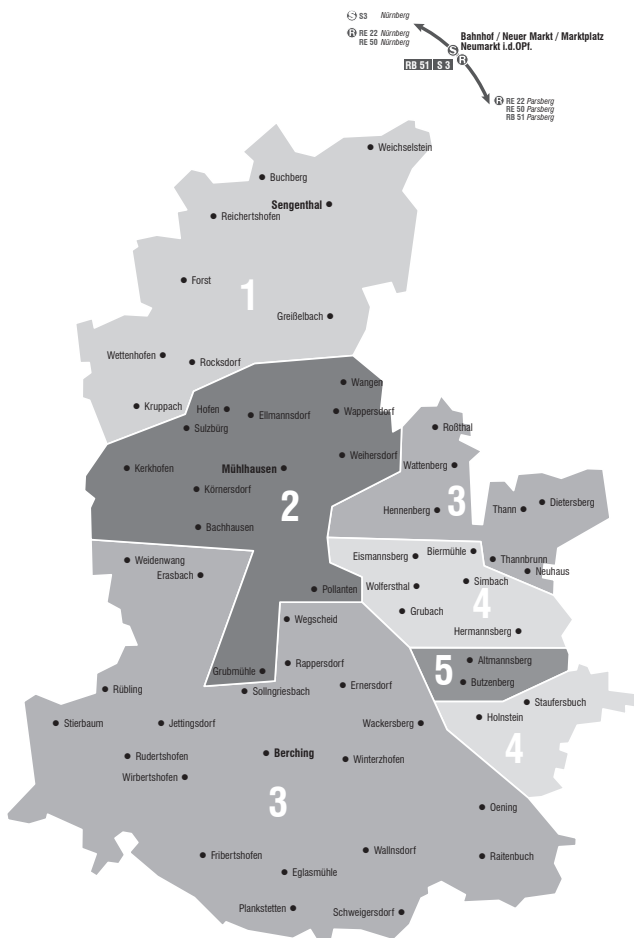 S S3 Nürnberg
R RE 22 Nürnberg
RE 50 Nürnberg
Bahnhof / Neuer Markt / Marktplatz
Neumarkt i.d.OPf.
S
R
RB 51 S 3
R RE 22 Parsberg
RE 50 Parsberg
RB 51 Parsberg
Weichselstein
Buchberg
Sengenthal
Reichertshofen
Forst
1
Greißelbach
Wettenhofen
Rocksdorf
Wangen
Kruppach
Hofen
Ellmannsdorf
Wappersdorf
Sulzbürg
Roßthal
Weihersdorf
Kerkhofen
Mühlhausen
Wattenberg
Körnersdorf
2
3
Dietersberg
Hennenberg
Thann
Bachhausen
Biermühle
Eismannsberg
Weidenwang
Thannbrunn
Erasbach
Neuhaus
Simbach
Pollanten
Wolfersthal
4
Grubach
Wegscheid
Hermannsberg
Rappersdorf
Altmannsberg
Grubmühle
5
Butzenberg
Ernersdorf
Rübling
Sollngriesbach
Staufersbuch
Holnstein
Stierbaum
Jettingsdorf
Wackersberg
4
Berching
Rudertshofen
Winterzhofen
Wirbertshofen
3
Oening
Wallnsdorf
Fribertshofen
Raitenbuch
Eglasmühle
Plankstetten
Schweigersdorf